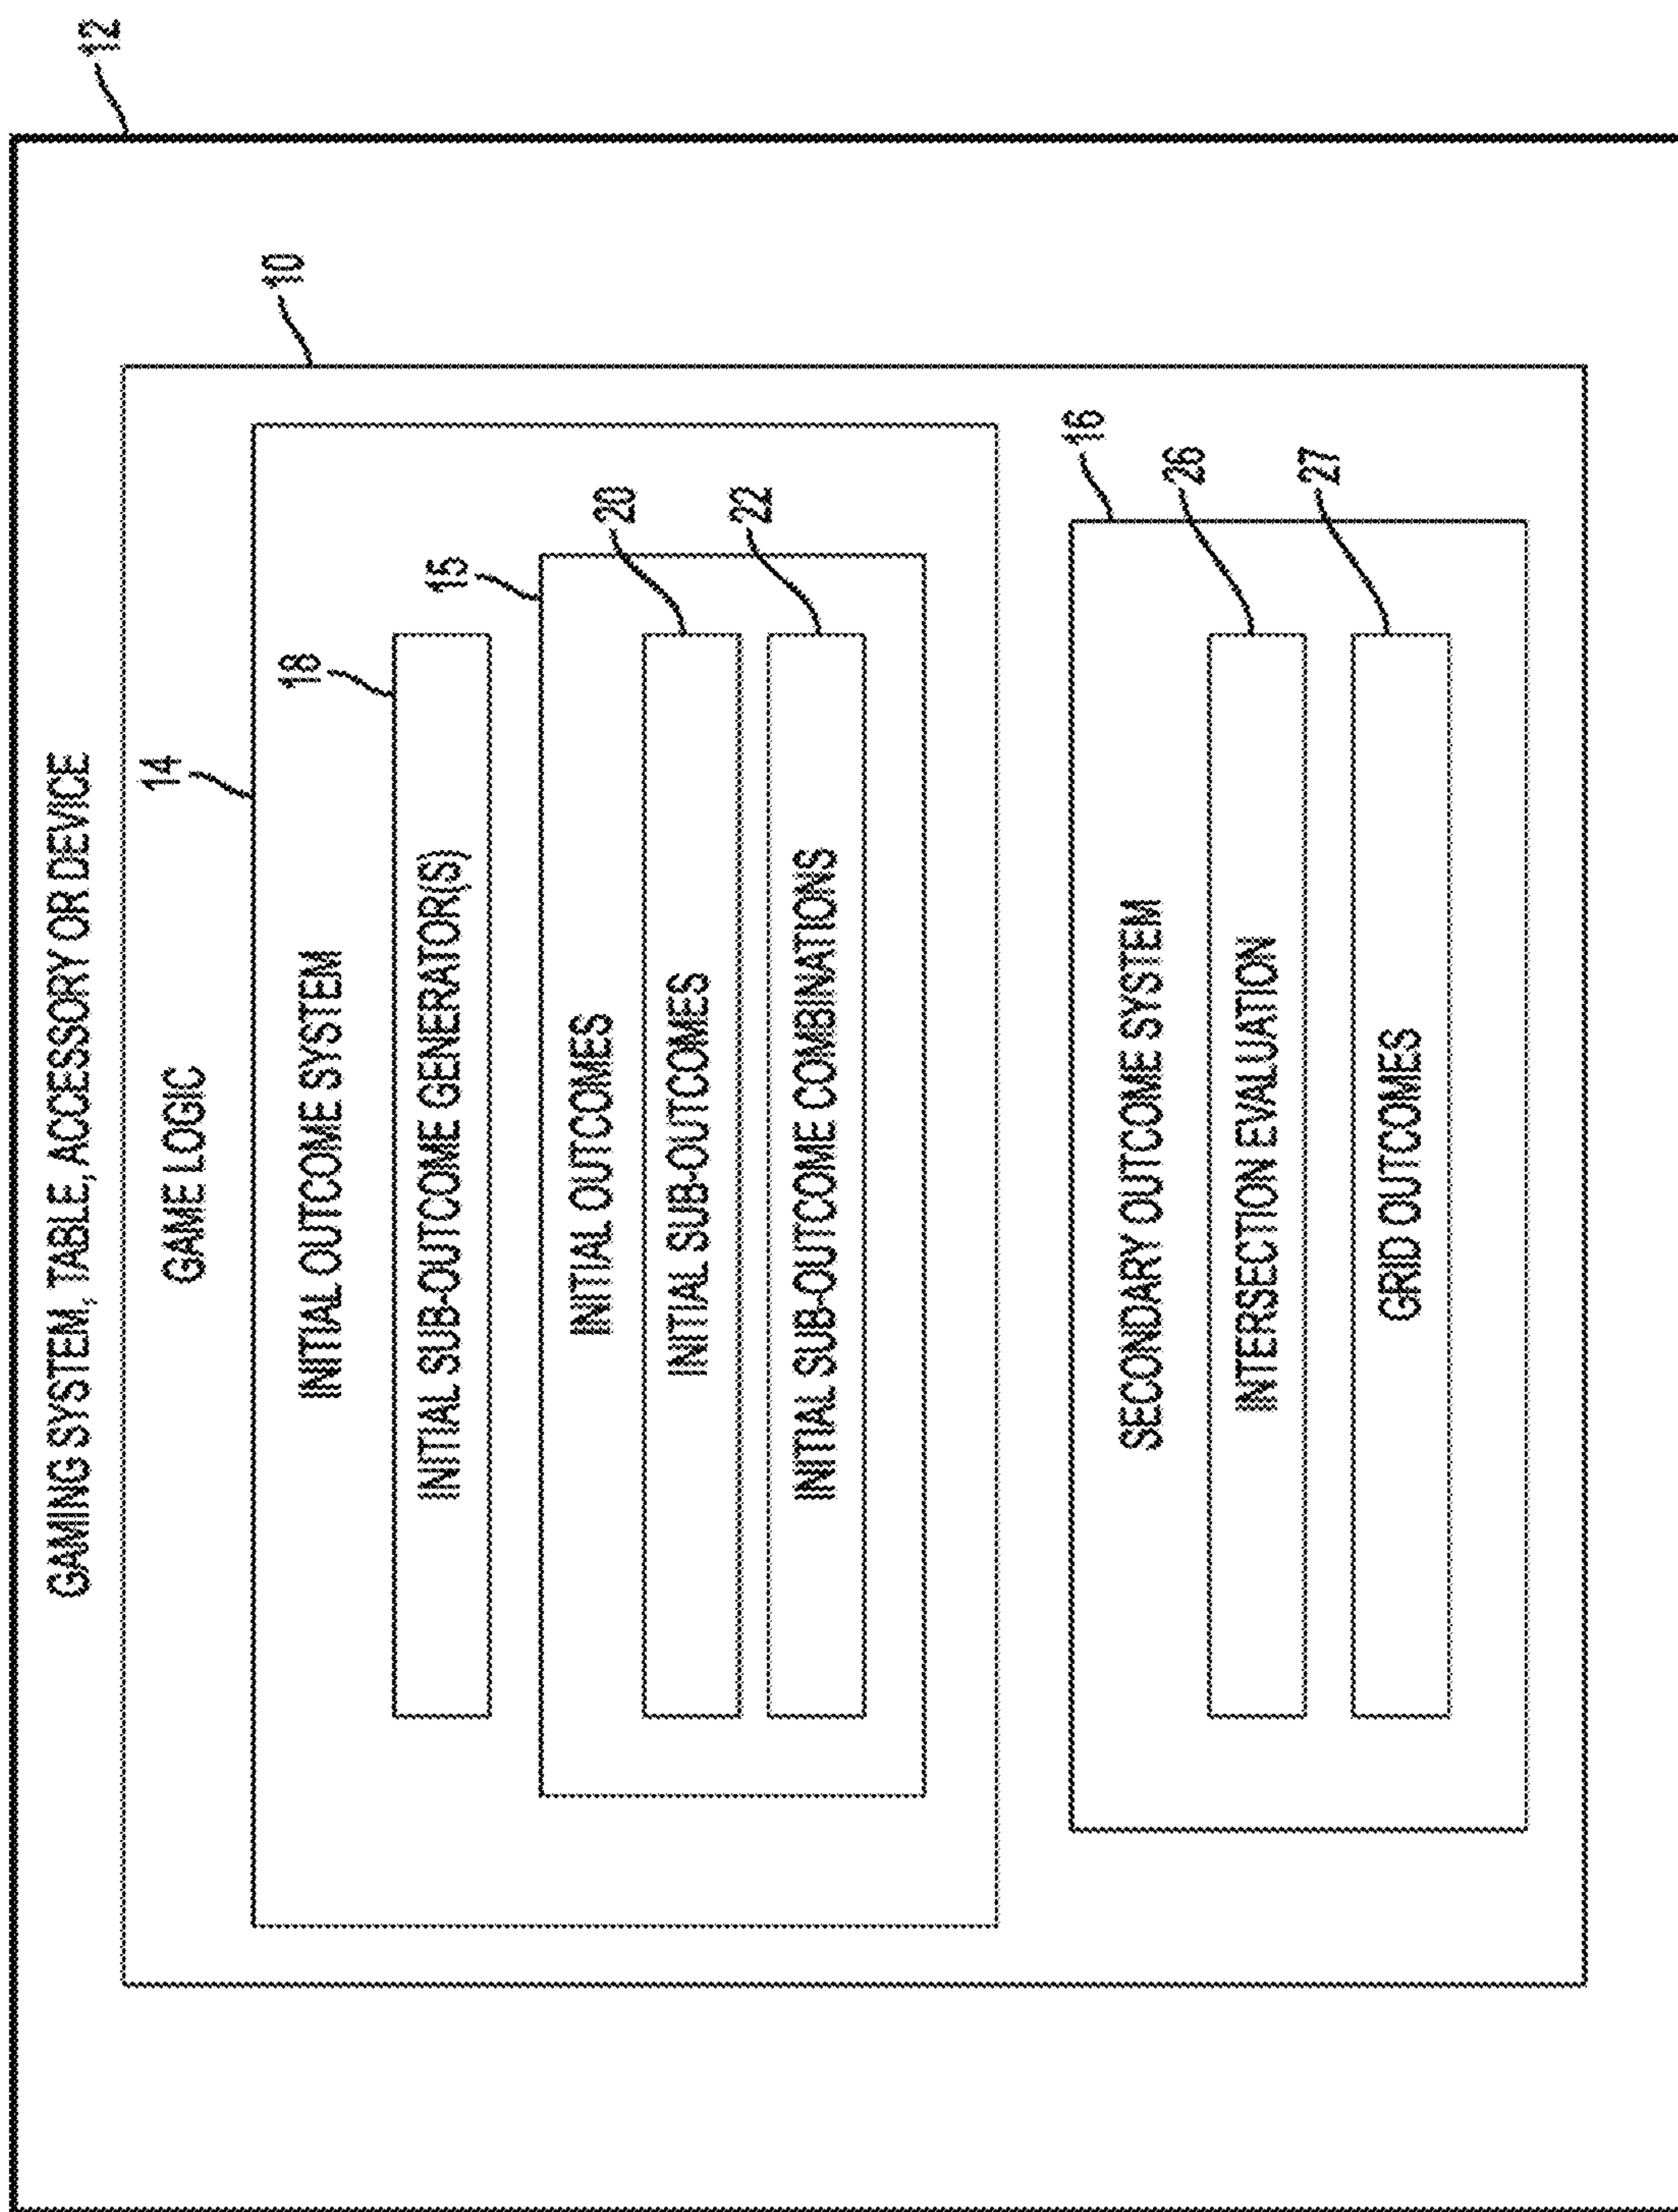 GAMING SYSTEM, TABLE, ACCESSORY OR DEVICE
12
GAME LOGIC
10
14
INITIAL OUTCOME SYSTEM
18
INITIAL SUB-OUTCOME GENERATOR(S)
15
INITIAL OUTCOMES
20
INITIAL SUB-OUTCOMES
22
INITIAL SUB-OUTCOME COMBINATIONS
16
SECONDARY OUTCOME SYSTEM
26
INTERSECTION EVALUATION
27
GRID OUTCOMES